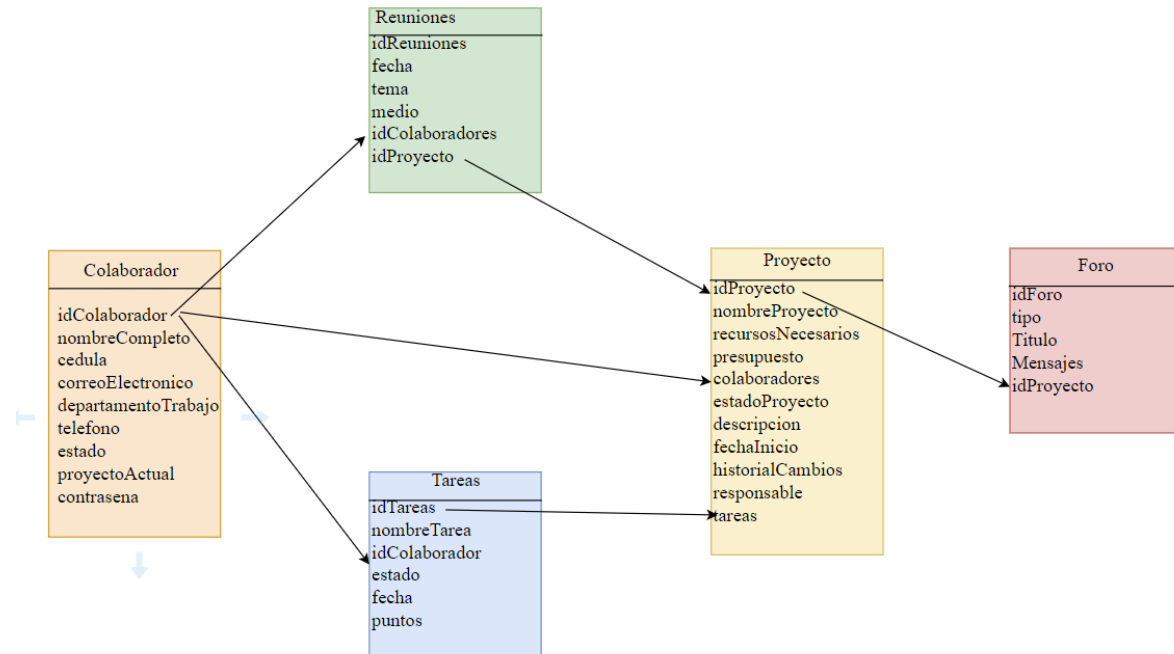 Reuniones
idReuniones
fecha
tema
medio
idColaboradores
idProyecto
Colaborador
idColaborador
nombreCompleto
cedula
correoElectronico
departamentoTrabajo
telefono
estado
proyectoActual
contrasena
Tareas
idTareas
nombreTarea
idColaborador
estado
fecha
puntos
Proyecto
idProyecto
nombreProyecto
recursosNecesarios
presupuesto
colaboradores
estadoProyecto
descripcion
fechaInicio
historialCambios
responsable
tareas
Foro
idForo
tipo
Titulo
Mensajes
idProyecto